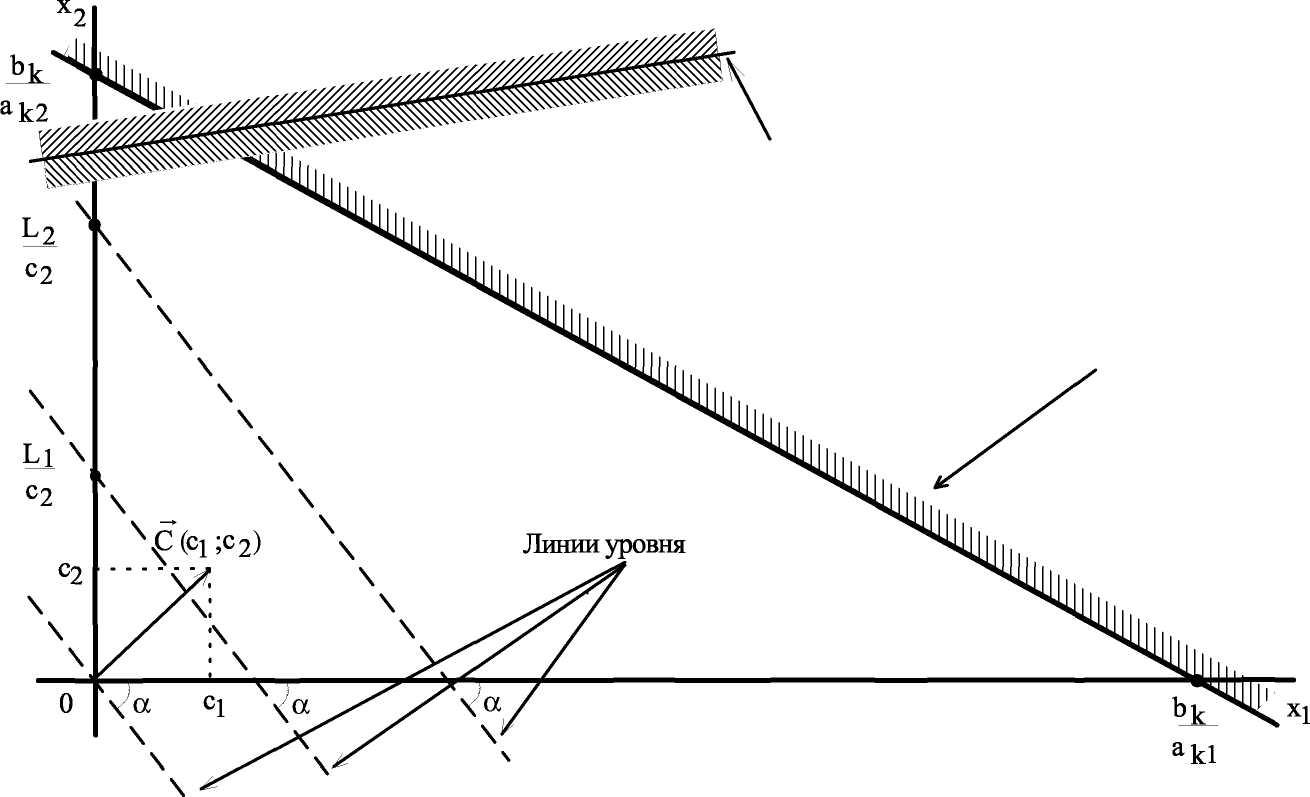 x2
bk
ak2
L2
c2
L1
c2
C (c1 ;c2)
Линии уровня
c2
0
α
c1
α
α
bk
ak1
x1